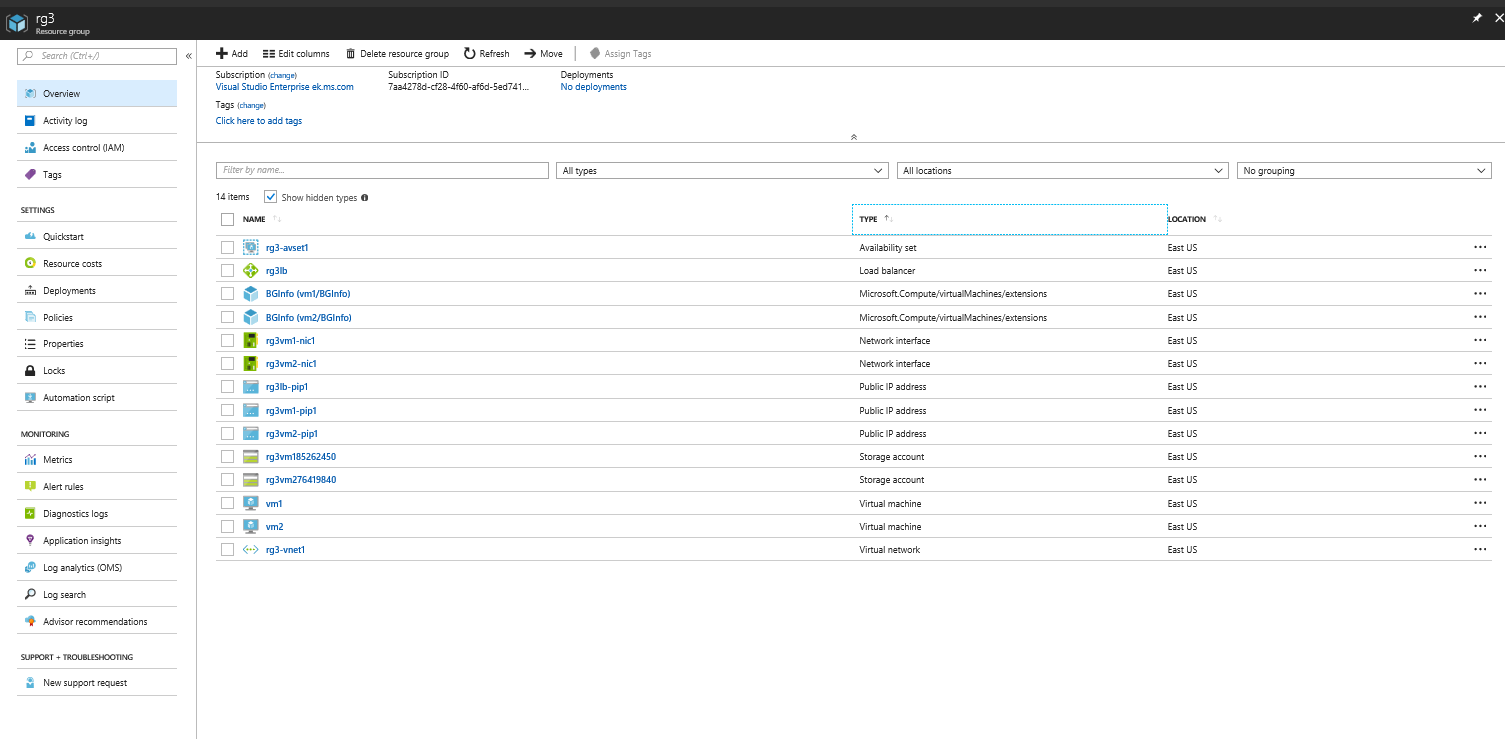 rg3
Resource group
Search (Ctrl+/)
Overview
Activity log
Access control (IAM)
Tags
SETTINGS
Quickstart
Resource costs
Deployments
Policies
Properties
Locks
Automation script
MONITORING
Metrics
Alert rules
Diagnostics logs
Application insights
Log analytics (OMS)
Log search
Advisor recommendations
SUPPORT + TROUBLESHOOTING
New support request
Add Edit columns Delete resource group Refresh Move Assign Tags
Subscription (change) Subscription ID Deployments
Visual Studio Enterprise ek.ms.com 7aa4278d-cf28-4f60-af6d-5ed741... No deployments
Tags (change)
Click here to add tags
Filter by name... All types All locations No grouping
14 items Show hidden types
NAME TYPE LOCATION
rg3-avset1 Availability set East US ...
rg3lb Load balancer East US ...
BGInfo (vm1/BGInfo) Microsoft.Compute/virtualMachines/extensions East US ...
BGInfo (vm2/BGInfo) Microsoft.Compute/virtualMachines/extensions East US ...
rg3vm1-nic1 Network interface East US ...
rg3vm2-nic1 Network interface East US ...
rg3lb-pip1 Public IP address East US ...
rg3vm1-pip1 Public IP address East US ...
rg3vm2-pip1 Public IP address East US ...
rg3vm185262450 Storage account East US ...
rg3vm276419840 Storage account East US ...
vm1 Virtual machine East US ...
vm2 Virtual machine East US ...
rg3-vnet1 Virtual network East US ...